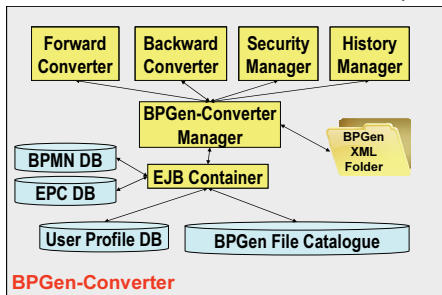 Forward
Converter
Backward
Converter
Security
Manager
History
Manager
BPGen-Converter
Manager
BPGen
XML
Folder
BPMN DB
EPC DB
EJB Container
User Profile DB
BPGen File Catalogue
BPGen-Converter